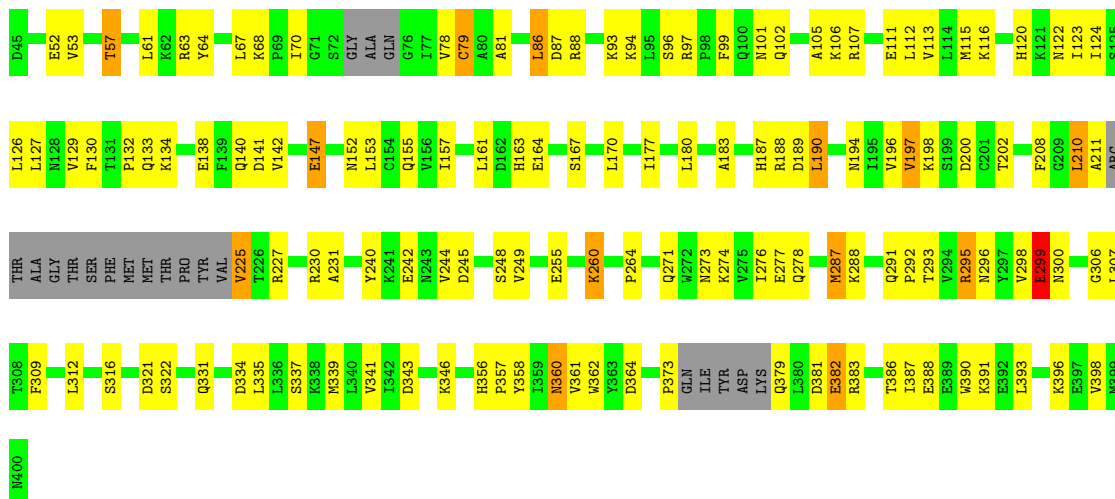 D45 E52 V53 T57 L61 K62 R63 Y64 L67 K68 P69 I70 G71 S72 GLY ALA GLN G76 I77 V78 C79 A80 A81 L86 D87 R88 K93 K94 L95 S96 R97 P98 F99 Q100 N101 Q102 A105 K106 R107 E111 L112 V113 L114 M115 K116 H120 K121 N122 I123 I124 S125
L126 L127 N128 V129 F130 T131 P132 Q133 K134 E138 F139 Q140 D141 V142 E147 N152 L153 C154 Q155 V156 I157 L161 D162 H163 E164 S167 L170 I177 L180 A183 H187 R188 D189 L190 N194 I195 V196 V197 K198 S199 D200 C201 T202 F208 G209 L210 A211 ARG
THR ALA GLY THR SER PHE MET MET THR PRO TYR VAL V225 T226 R227 R230 A231 Y240 K241 E242 N243 V244 D245 S248 V249 E255 K260 P264 Q271 W272 N273 K274 V275 I276 E277 Q278 M287 K288 Q291 P292 T293 V294 R295 N296 Y297 V298 E299 N300 G306 L307
T308 F309 L312 S316 D321 S322 Q331 D334 L335 L336 S337 K338 M339 L340 V341 I342 D343 K346 H356 P357 Y358 I359 N360 V361 W362 Y363 D364 P373 GLN ILE TYR ASP LYS Q379 L380 D381 E382 R383 T386 I387 E388 E389 W390 K391 E392 L393 K396 E397 V398 M399
N400